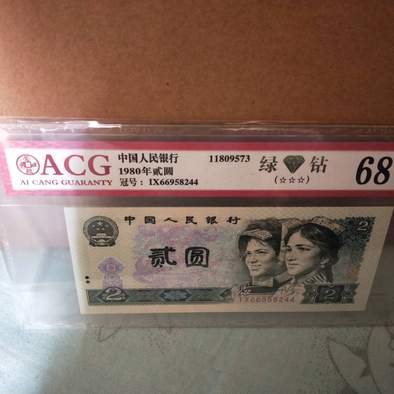 ACG
AI CANG GUARANTY
中国人民银行
1980年贰圆
冠号：IX66958244
11809573
绿 钻
(☆☆☆)
68
中国人民银行
2
贰圆
IX66958244
2